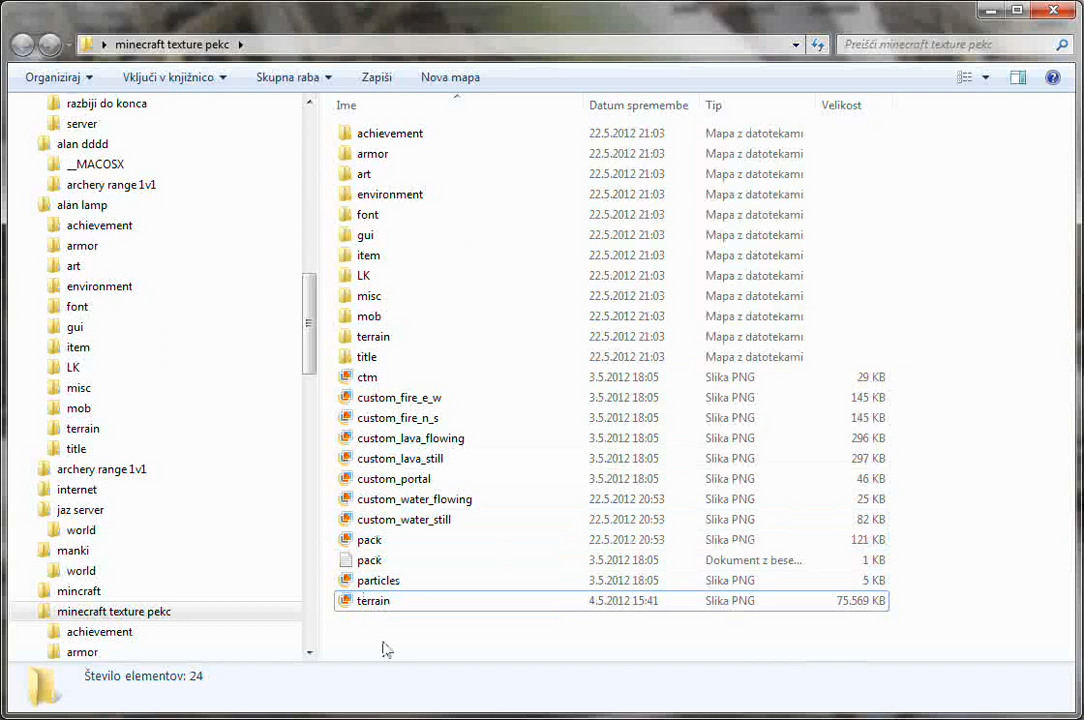 minecraft texture pekc
Preišči minecraft texture pekc
Organiziraj
Vključi v knjižnico
Skupna raba
Zapiši
Nova mapa
razbiji do konca
server
alan dddd
__MACOSX
archery range 1v1
alan lamp
achievement
armor
art
environment
font
gui
item
LK
misc
mob
terrain
title
archery range 1v1
internet
jaz server
world
manki
world
mincraft
minecraft texture pekc
achievement
armor
Ime Datum spremembe Tip Velikost
achievement 22.5.2012 21:03 Mapa z datotekami
armor 22.5.2012 21:03 Mapa z datotekami
art 22.5.2012 21:03 Mapa z datotekami
environment 22.5.2012 21:03 Mapa z datotekami
font 22.5.2012 21:03 Mapa z datotekami
gui 22.5.2012 21:03 Mapa z datotekami
item 22.5.2012 21:03 Mapa z datotekami
LK 22.5.2012 21:03 Mapa z datotekami
misc 22.5.2012 21:03 Mapa z datotekami
mob 22.5.2012 21:03 Mapa z datotekami
terrain 22.5.2012 21:03 Mapa z datotekami
title 22.5.2012 21:03 Mapa z datotekami
ctm 3.5.2012 18:05 Slika PNG 29 KB
custom_fire_e_w 3.5.2012 18:05 Slika PNG 145 KB
custom_fire_n_s 3.5.2012 18:05 Slika PNG 145 KB
custom_lava_flowing 3.5.2012 18:05 Slika PNG 296 KB
custom_lava_still 3.5.2012 18:05 Slika PNG 297 KB
custom_portal 3.5.2012 18:05 Slika PNG 46 KB
custom_water_flowing 22.5.2012 20:53 Slika PNG 25 KB
custom_water_still 22.5.2012 20:53 Slika PNG 82 KB
pack 22.5.2012 20:53 Slika PNG 121 KB
pack 3.5.2012 18:05 Dokument z bese... 1 KB
particles 3.5.2012 18:05 Slika PNG 5 KB
terrain 4.5.2012 15:41 Slika PNG 75.569 KB
Število elementov: 24